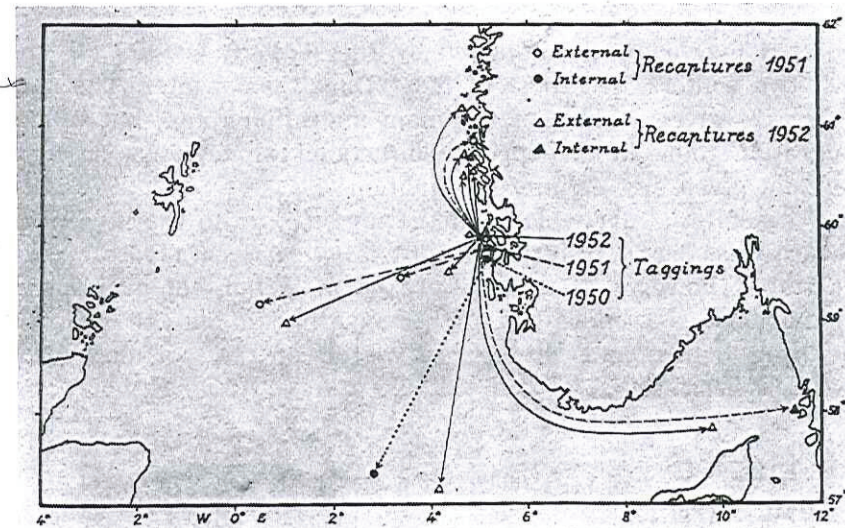 External
Internal
} Recaptures 1951
External
Internal
} Recaptures 1952
1952
1951
1950
} Taggings
62°
61°
60°
59°
58°
57°
4°
2°
W
0°
E
2°
4°
6°
8°
10°
12°